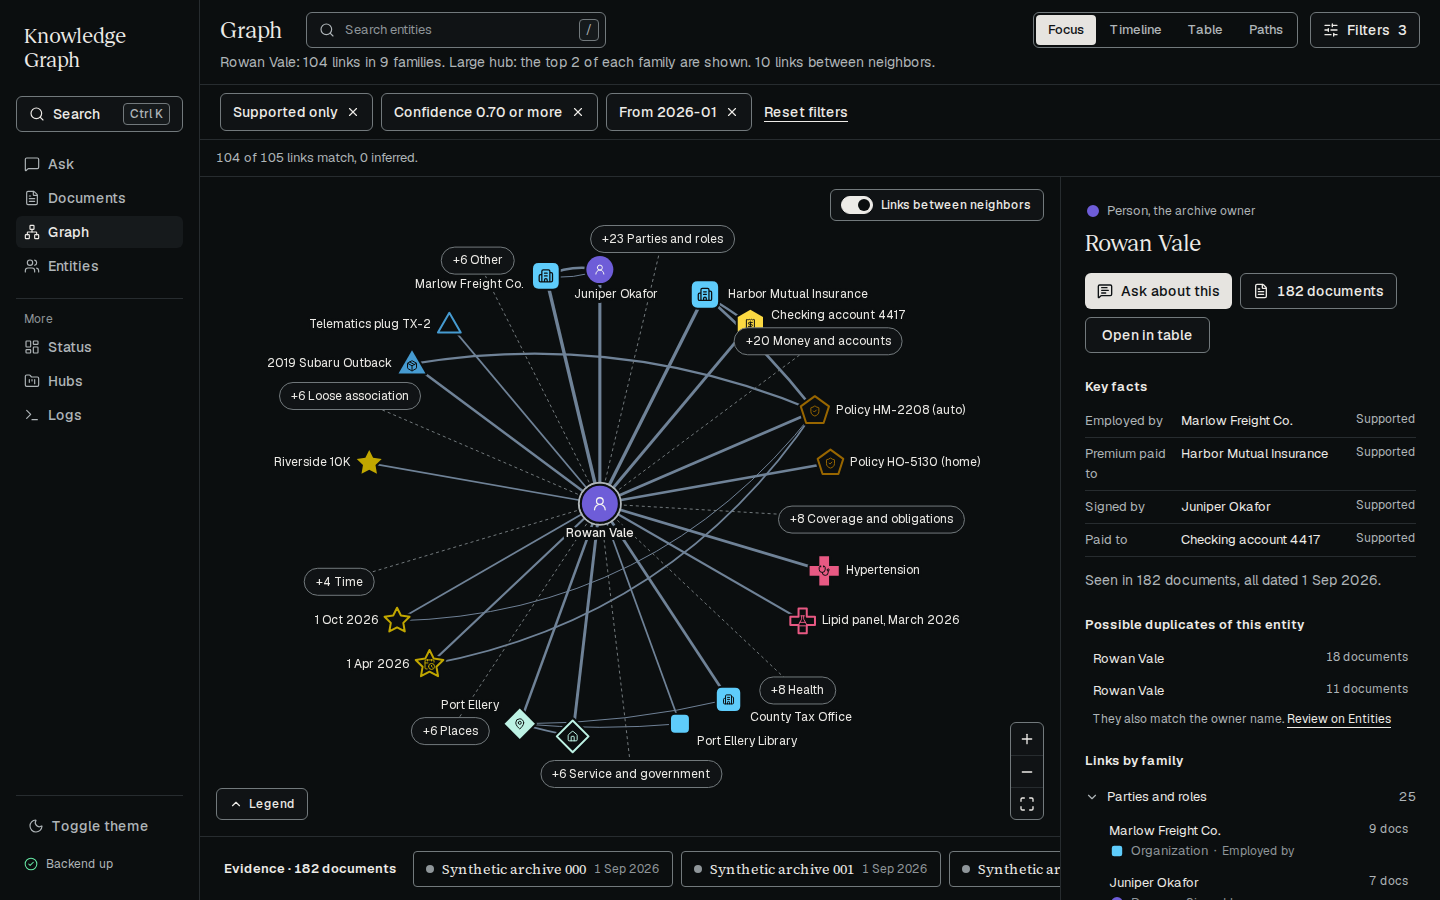 Knowledge
Graph
Search
Ctrl K
Ask
Documents
Graph
Entities
More
Status
Hubs
Logs
Toggle theme
Backend up
Graph
Search entities
/
Focus
Timeline
Table
Paths
Filters 3
Rowan Vale: 104 links in 9 families. Large hub: the top 2 of each family are shown. 10 links between neighbors.
Supported only
Confidence 0.70 or more
From 2026-01
Reset filters
104 of 105 links match, 0 inferred.
Links between neighbors
+23 Parties and roles
+6 Other
Marlow Freight Co.
Juniper Okafor
Harbor Mutual Insurance
Checking account 4417
Telematics plug TX-2
+20 Money and accounts
2019 Subaru Outback
+6 Loose association
Policy HM-2208 (auto)
Riverside 10K
Policy HO-5130 (home)
Rowan Vale
+8 Coverage and obligations
+4 Time
Hypertension
1 Oct 2026
Lipid panel, March 2026
1 Apr 2026
+8 Health
Port Ellery
County Tax Office
+6 Places
Port Ellery Library
+6 Service and government
Legend
Evidence · 182 documents
Synthetic archive 000 1 Sep 2026
Synthetic archive 001 1 Sep 2026
Synthetic ar
Person, the archive owner
Rowan Vale
Ask about this
182 documents
Open in table
Key facts
Employed by Marlow Freight Co. Supported
Premium paid Harbor Mutual Insurance Supported
to
Signed by Juniper Okafor Supported
Paid to Checking account 4417 Supported
Seen in 182 documents, all dated 1 Sep 2026.
Possible duplicates of this entity
Rowan Vale 18 documents
Rowan Vale 11 documents
They also match the owner name. Review on Entities
Links by family
Parties and roles 25
Marlow Freight Co. 9 docs
Organization · Employed by
Juniper Okafor 7 docs